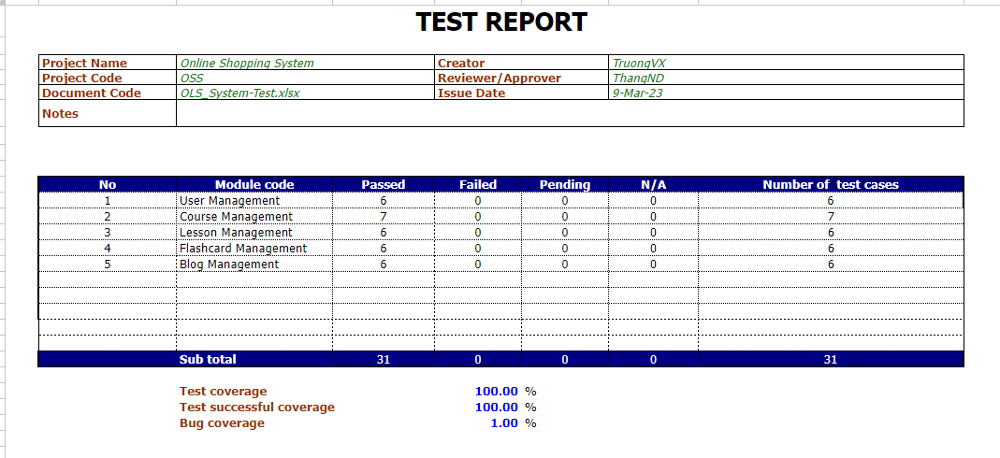 TEST REPORT
Project Name Online Shopping System Creator TruongVX
Project Code OSS Reviewer/Approver ThangND
Document Code OLS_System-Test.xlsx Issue Date 9-Mar-23
Notes
No Module code Passed Failed Pending N/A Number of test cases
1 User Management 6 0 0 0 6
2 Course Management 7 0 0 0 7
3 Lesson Management 6 0 0 0 6
4 Flashcard Management 6 0 0 0 6
5 Blog Management 6 0 0 0 6
Sub total 31 0 0 0 31
Test coverage 100.00 %
Test successful coverage 100.00 %
Bug coverage 1.00 %